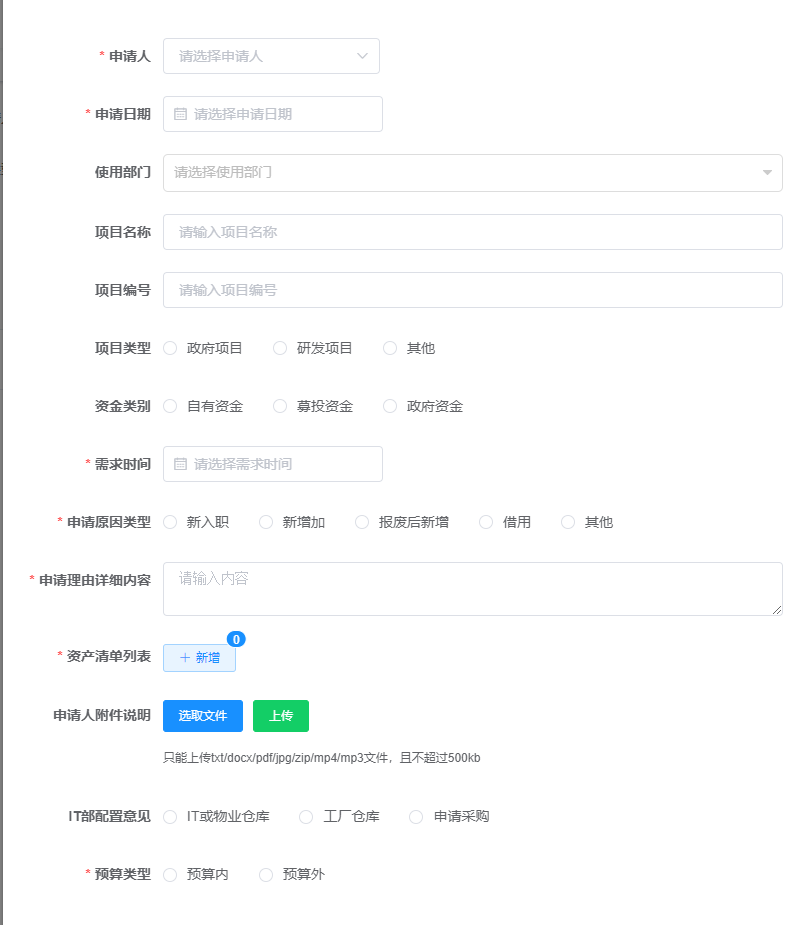 * 申请人 请选择申请人
* 申请日期 请选择申请日期
使用部门 请选择使用部门
项目名称 请输入项目名称
项目编号 请输入项目编号
项目类型 政府项目 研发项目 其他
资金类别 自有资金 募投资金 政府资金
* 需求时间 请选择需求时间
* 申请原因类型 新入职 新增加 报废后新增 借用 其他
* 申请理由详细内容 请输入内容
* 资产清单列表 + 新增 0
申请人附件说明 选取文件 上传
只能上传txt/docx/pdf/jpg/zip/mp4/mp3文件，且不超过500kb
IT部配置意见 IT或物业仓库 工厂仓库 申请采购
* 预算类型 预算内 预算外